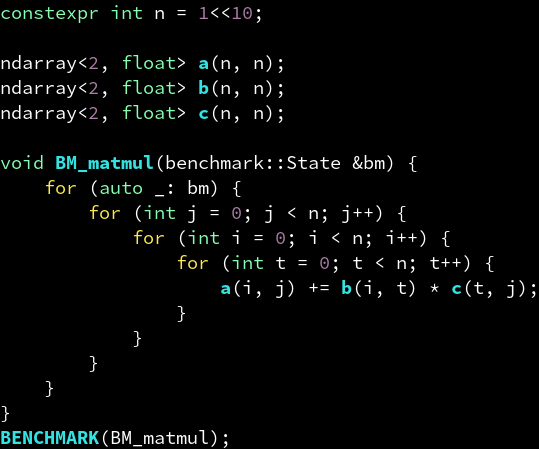 constexpr int n = 1<<10;

ndarray<2, float> a(n, n);
ndarray<2, float> b(n, n);
ndarray<2, float> c(n, n);

void BM_matmul(benchmark::State &bm) {
    for (auto _: bm) {
        for (int j = 0; j < n; j++) {
            for (int i = 0; i < n; i++) {
                for (int t = 0; t < n; t++) {
                    a(i, j) += b(i, t) * c(t, j);
                }
            }
        }
    }
}
BENCHMARK(BM_matmul);